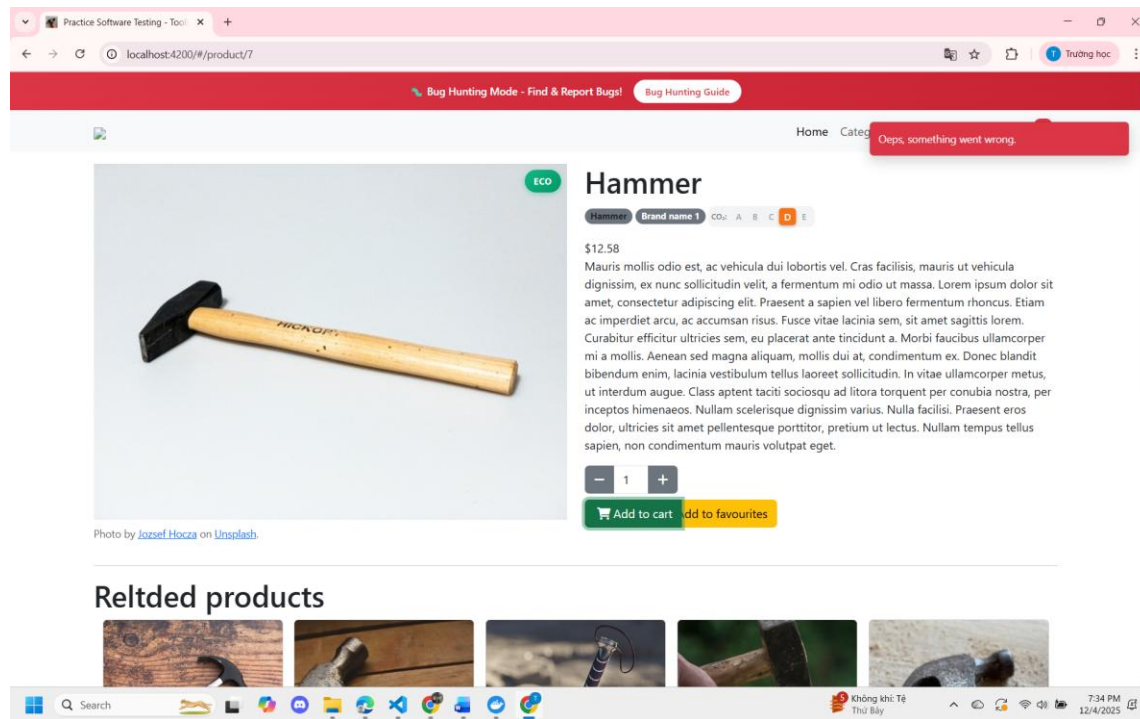 Practice Software Testing - Tool
localhost:4200/#/product/7
Trường học
Bug Hunting Mode - Find & Report Bugs!
Bug Hunting Guide
Home
Categ
Oeps, something went wrong.
ECO
HICKORY
Hammer
Hammer
Brand name 1
CO₂: A B C D E
$12.58
Mauris mollis odio est, ac vehicula dui lobortis vel. Cras facilisis, mauris ut vehicula
dignissim, ex nunc sollicitudin velit, a fermentum mi odio ut massa. Lorem ipsum dolor sit
amet, consectetur adipiscing elit. Praesent a sapien vel libero fermentum rhoncus. Etiam
ac imperdiet arcu, ac accumsan risus. Fusce vitae lacinia sem, sit amet sagittis lorem.
Curabitur efficitur ultricies sem, eu placerat ante tincidunt a. Morbi faucibus ullamcorper
mi a mollis. Aenean sed magna aliquam, mollis dui at, condimentum ex. Donec blandit
bibendum enim, lacinia vestibulum tellus laoreet sollicitudin. In vitae ullamcorper metus,
ut interdum augue. Class aptent taciti sociosqu ad litora torquent per conubia nostra, per
inceptos himenaeos. Nullam scelerisque dignissim varius. Nulla facilisi. Praesent eros
dolor, ultricies sit amet pellentesque porttitor, pretium ut lectus. Nullam tempus tellus
sapien, non condimentum mauris volutpat eget.
1
Add to cart
dd to favourites
Photo by Jozsef Hocza on Unsplash.
Reltded products
Search
5
Không khí: Tệ
Thứ Bảy
7:34 PM
12/4/2025